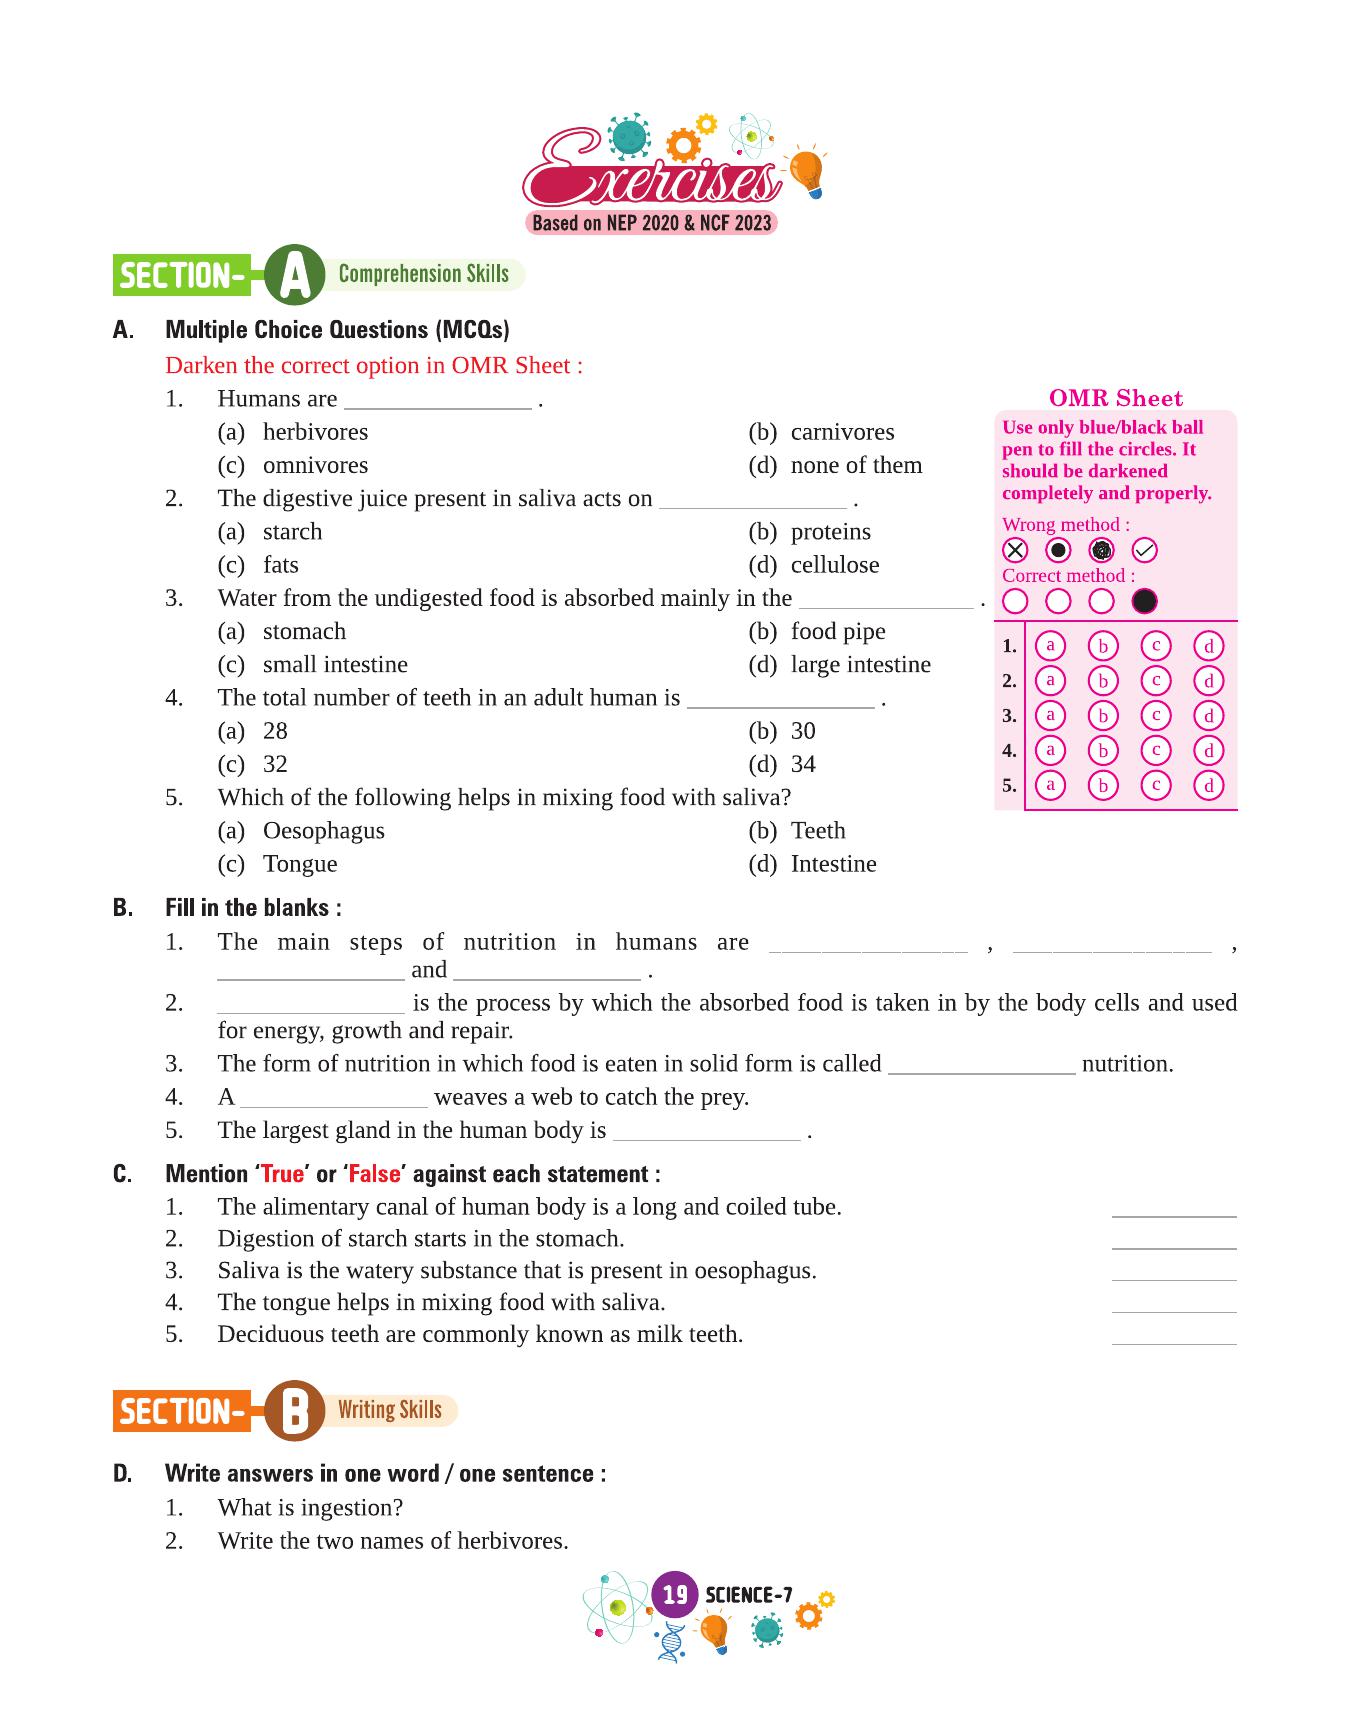 Exercises
Based on NEP 2020 & NCF 2023
SECTION- A Comprehension Skills
A. Multiple Choice Questions (MCQs)
Darken the correct option in OMR Sheet :
1. Humans are _______________ .
(a) herbivores (b) carnivores
(c) omnivores (d) none of them
2. The digestive juice present in saliva acts on _______________ .
(a) starch (b) proteins
(c) fats (d) cellulose
3. Water from the undigested food is absorbed mainly in the ______________ .
(a) stomach (b) food pipe
(c) small intestine (d) large intestine
4. The total number of teeth in an adult human is _______________ .
(a) 28 (b) 30
(c) 32 (d) 34
5. Which of the following helps in mixing food with saliva?
(a) Oesophagus (b) Teeth
(c) Tongue (d) Intestine
OMR Sheet
Use only blue/black ball
pen to fill the circles. It
should be darkened
completely and properly.
Wrong method :
Correct method :
1. a b c d
2. a b c d
3. a b c d
4. a b c d
5. a b c d
B. Fill in the blanks :
1. The main steps of nutrition in humans are _______________ , _______________ ,
_______________ and _______________ .
2. _______________ is the process by which the absorbed food is taken in by the body cells and used
for energy, growth and repair.
3. The form of nutrition in which food is eaten in solid form is called _______________ nutrition.
4. A _______________ weaves a web to catch the prey.
5. The largest gland in the human body is _______________ .
C. Mention ‘True’ or ‘False’ against each statement :
1. The alimentary canal of human body is a long and coiled tube. __________
2. Digestion of starch starts in the stomach. __________
3. Saliva is the watery substance that is present in oesophagus. __________
4. The tongue helps in mixing food with saliva. __________
5. Deciduous teeth are commonly known as milk teeth. __________
SECTION- B Writing Skills
D. Write answers in one word / one sentence :
1. What is ingestion?
2. Write the two names of herbivores.
19 SCIENCE-7